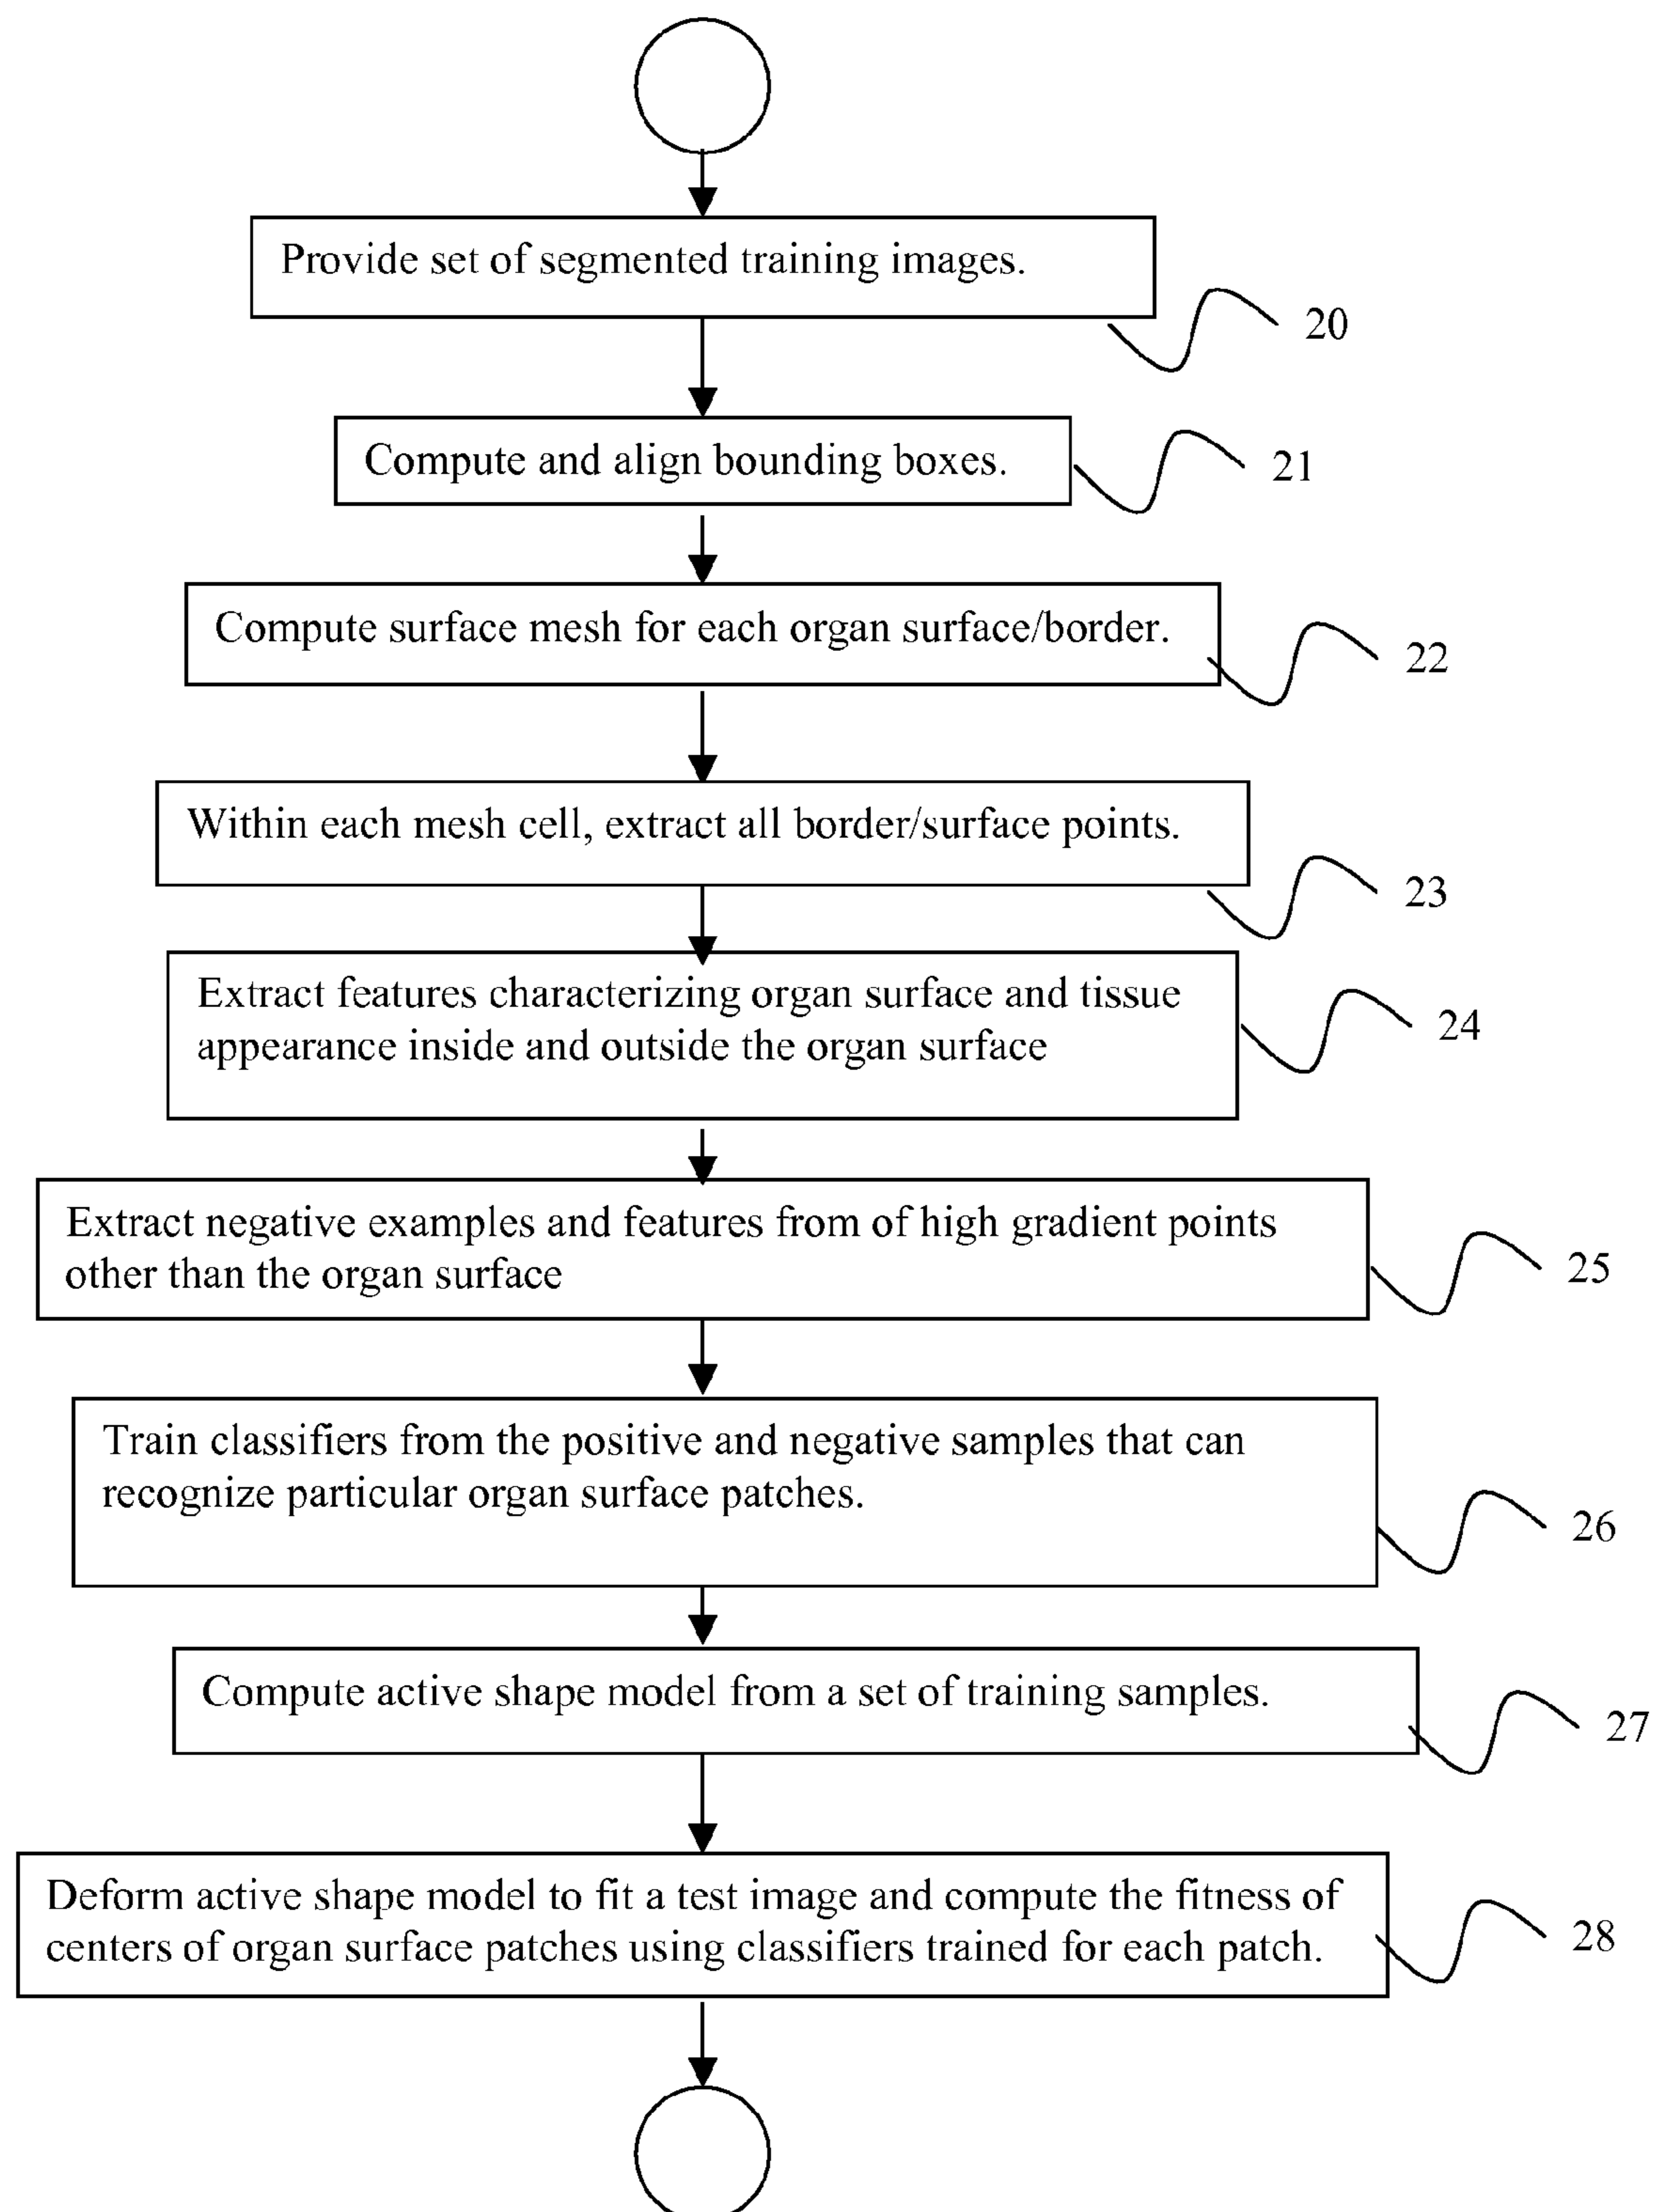 Provide set of segmented training images.
20
Compute and align bounding boxes.
21
Compute surface mesh for each organ surface/border.
22
Within each mesh cell, extract all border/surface points.
23
Extract features characterizing organ surface and tissue
appearance inside and outside the organ surface
24
Extract negative examples and features from of high gradient points
other than the organ surface
25
Train classifiers from the positive and negative samples that can
recognize particular organ surface patches.
26
Compute active shape model from a set of training samples.
27
Deform active shape model to fit a test image and compute the fitness of
centers of organ surface patches using classifiers trained for each patch.
28